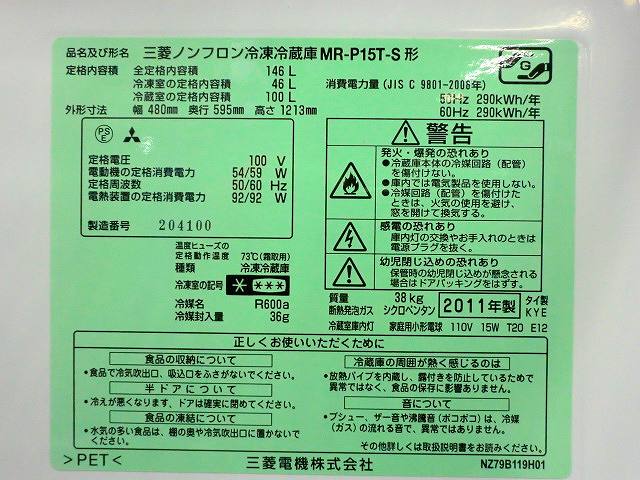 品名及び形名 三菱ノンフロン冷凍冷蔵庫 MR-P15T-S 形
定格内容積 全定格内容積 146 L
冷凍室の定格内容積 46 L
冷蔵室の定格内容積 100 L
外形寸法 幅 480mm 奥行 595mm 高さ 1213mm
G
消費電力量 (JIS C 9801-2006年)
50Hz 290kWh/年
60Hz 290kWh/年
PS
E
定格電圧 100 V
電動機の定格消費電力 54/59 W
定格周波数 50/60 Hz
電熱装置の定格消費電力 92/92 W
製造番号 204100
温度ヒューズの
定格動作温度 73℃(霜取用)
種類 冷凍冷蔵庫
冷凍室の記号 * ***
冷媒名 R600a
冷媒封入量 36g
警告
発火・爆発の恐れあり
●冷蔵庫本体の冷媒回路(配管)
を傷付けない。
●庫内では電気製品を使用しない。
●冷媒回路(配管)を傷付けた
ときは、火気の使用を避け、
窓を開けて換気する。
感電の恐れあり
庫内灯の交換やお手入れのときは
電源プラグを抜く。
幼児閉じ込めの恐れあり
保管時の幼児閉じ込めが懸念される
場合はドアパッキングをはずす。
質量 38kg
断熱発泡ガス シクロペンタン
2011年製
タイ製
KYE
冷蔵室庫内灯 家庭用小形電球 110V 15W T20 E12
正しくお使いいただくために
食品の収納について
・食品で冷気吹出口、吸込口をふさがないでください。
半ドアについて
・冷えが悪くなります、ドアは確実に閉めてください。
食品の凍結について
・水気の多い食品は、棚の奥や冷気吹出口に置かないで
ください。
冷蔵庫の周囲が熱く感じるのは
・放熱パイプを内蔵し、露付きを防止しているためで
異常ではなく、食品の保存に影響ありません。
音について
・プシュー、ザー音や沸騰音(ポコポコ)は、冷媒
(ガス)の流れる音で、異常ではありません。
その他詳しくは取扱説明書をお読みください。
>PET<
三菱電機株式会社
NZ79B119H01